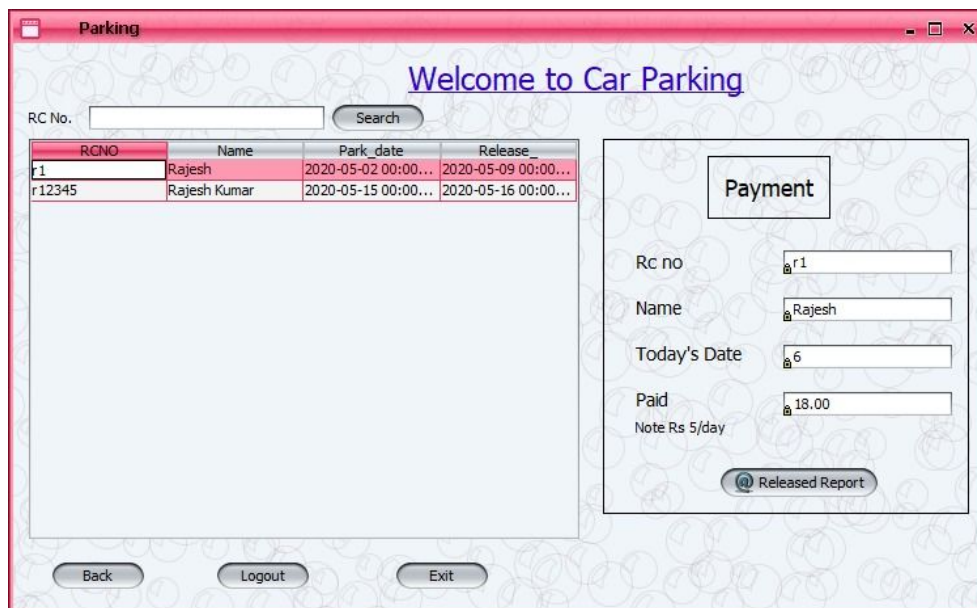 Parking
Welcome to Car Parking
RC No.
Search
RCNO Name Park_date Release_
r1 Rajesh 2020-05-02 00:00... 2020-05-09 00:00...
r12345 Rajesh Kumar 2020-05-15 00:00... 2020-05-16 00:00...
Payment
Rc no r1
Name Rajesh
Today's Date 6
Paid 18.00
Note Rs 5/day
Released Report
Back Logout Exit